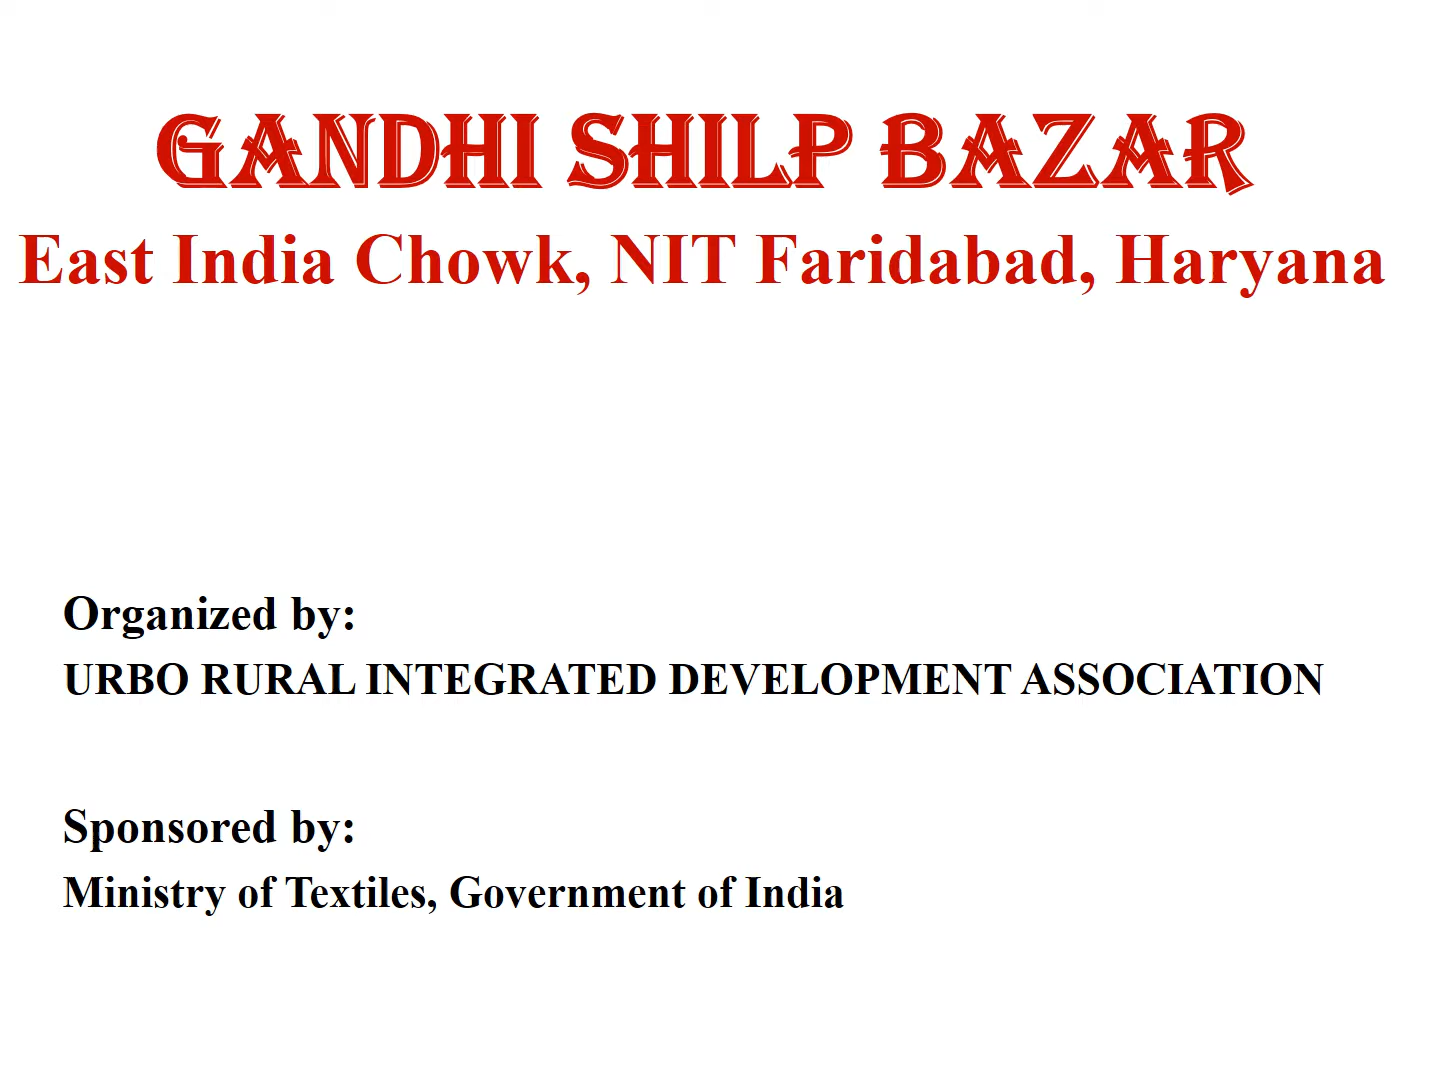 GANDHI SHILP BAZAR
East India Chowk, NIT Faridabad, Haryana
Organized by:
URBO RURAL INTEGRATED DEVELOPMENT ASSOCIATION
Sponsored by:
Ministry of Textiles, Government of India